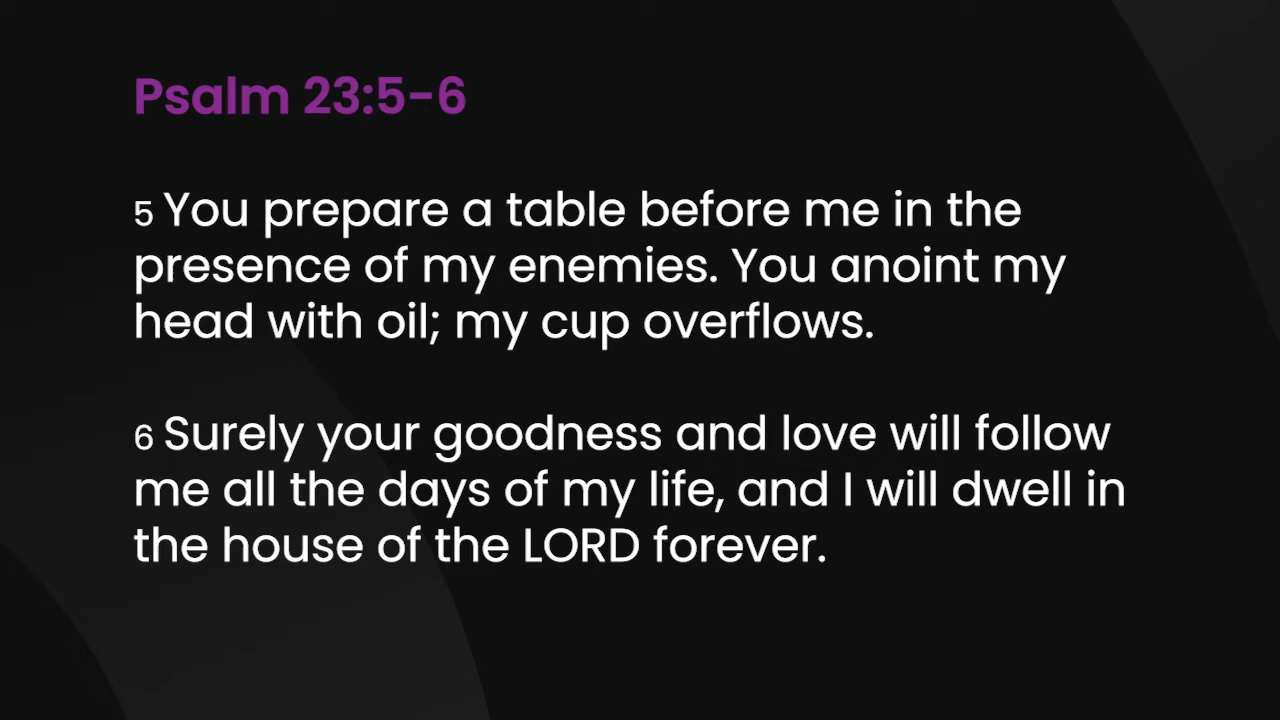 Psalm 23:5-6
5 You prepare a table before me in the
presence of my enemies. You anoint my
head with oil; my cup overflows.
6 Surely your goodness and love will follow
me all the days of my life, and I will dwell in
the house of the LORD forever.